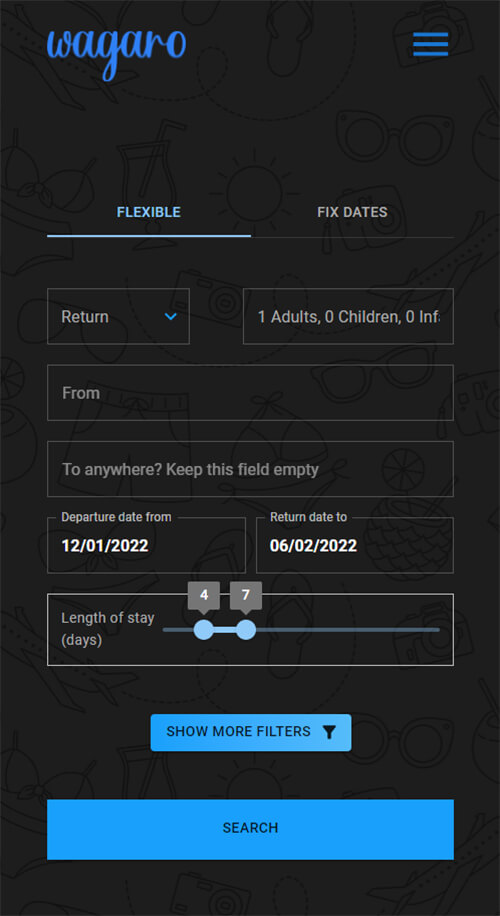 wagaro
FLEXIBLE
FIX DATES
Return
1 Adults, 0 Children, 0 Inf
From
To anywhere? Keep this field empty
Departure date from
Return date to
12/01/2022
06/02/2022
4
7
Length of stay
(days)
SHOW MORE FILTERS
SEARCH